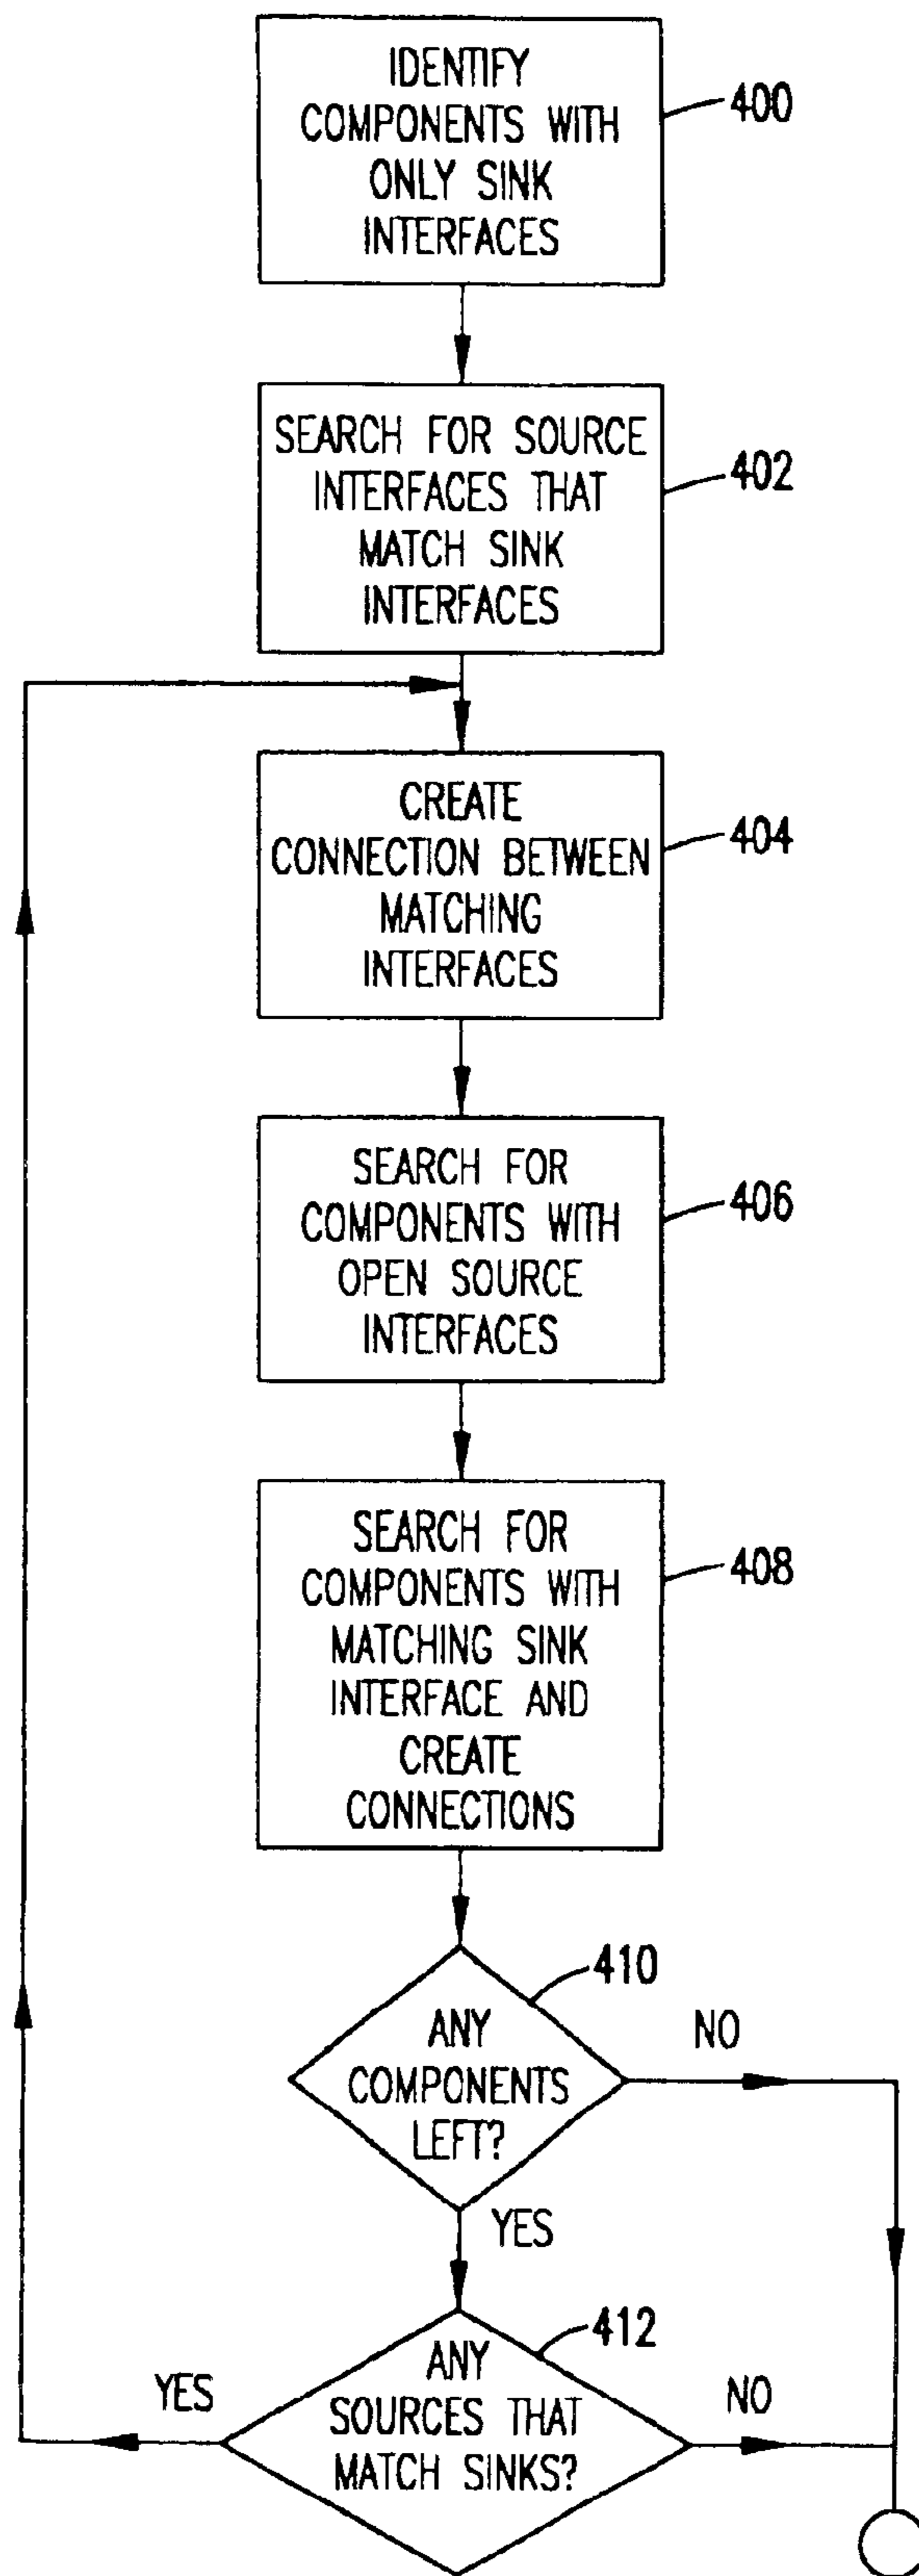 IDENTIFY
COMPONENTS WITH
ONLY SINK
INTERFACES
400
SEARCH FOR SOURCE
INTERFACES THAT
MATCH SINK
INTERFACES
402
CREATE
CONNECTION BETWEEN
MATCHING
INTERFACES
404
SEARCH FOR
COMPONENTS WITH
OPEN SOURCE
INTERFACES
406
SEARCH FOR
COMPONENTS WITH
MATCHING SINK
INTERFACE AND
CREATE
CONNECTIONS
408
410
ANY
COMPONENTS
LEFT?
NO
YES
412
ANY
SOURCES THAT
MATCH SINKS?
YES
NO